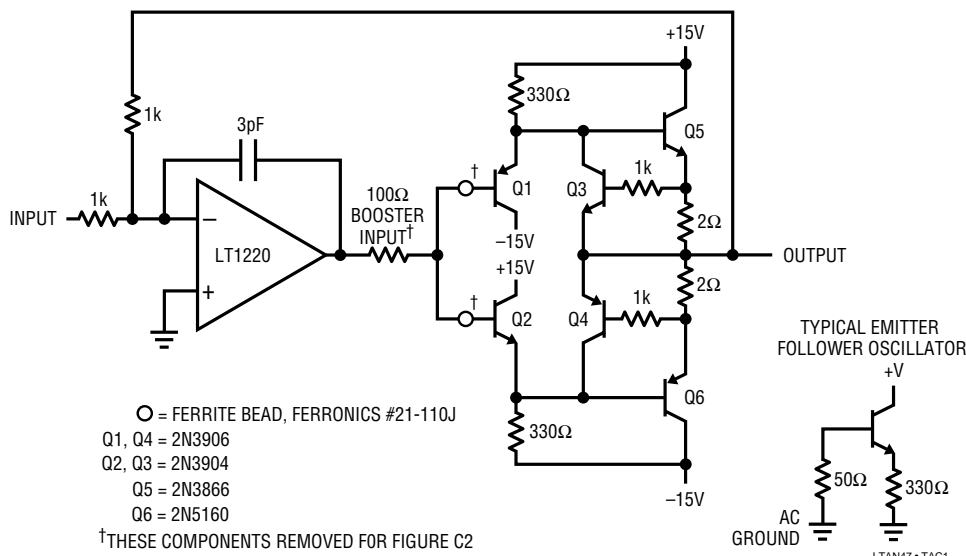 +15V
330Ω
1k
3pF
Q5
†
Q1
Q3
1k
1k
100Ω
BOOSTER
INPUT†
INPUT
–
LT1220
+
–15V
2Ω
OUTPUT
+15V
†
Q2
Q4
1k
2Ω
TYPICAL EMITTER
FOLLOWER OSCILLATOR
+V
Q6
330Ω
–15V
50Ω
330Ω
AC
GROUND
= FERRITE BEAD, FERRONICS #21-110J
Q1, Q4 = 2N3906
Q2, Q3 = 2N3904
Q5 = 2N3866
Q6 = 2N5160
†THESE COMPONENTS REMOVED FOR FIGURE C2
LTAN47 • TAC1